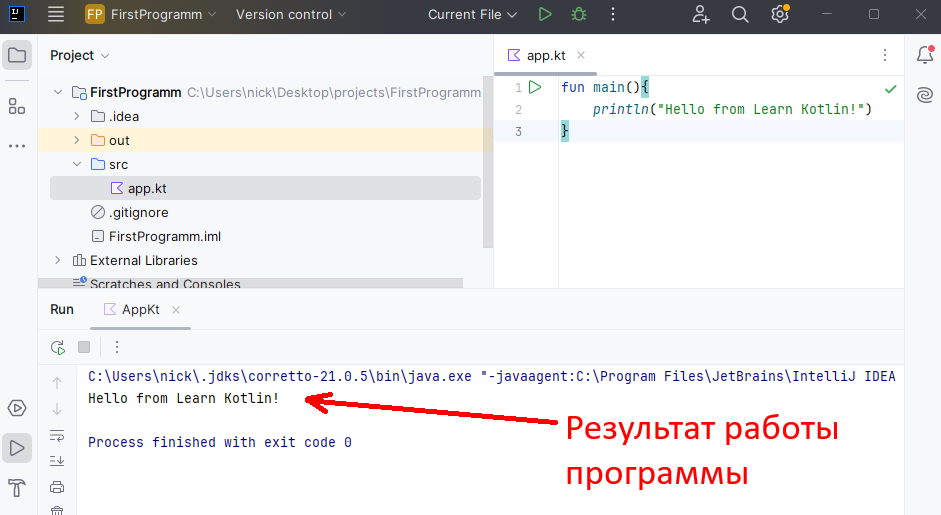 FP FirstProgramm Version control Current File
Project
app.kt
FirstProgramm C:\Users\nick\Desktop\projects\FirstProgramm
.idea
out
src
app.kt
.gitignore
FirstProgramm.iml
External Libraries
Scratches and Consoles
1 fun main(){
2 println("Hello from Learn Kotlin!")
3 }
Run AppKt
C:\Users\nick\.jdks\corretto-21.0.5\bin\java.exe "-javaagent:C:\Program Files\JetBrains\IntelliJ IDEA
Hello from Learn Kotlin!
Process finished with exit code 0
Результат работы
программы